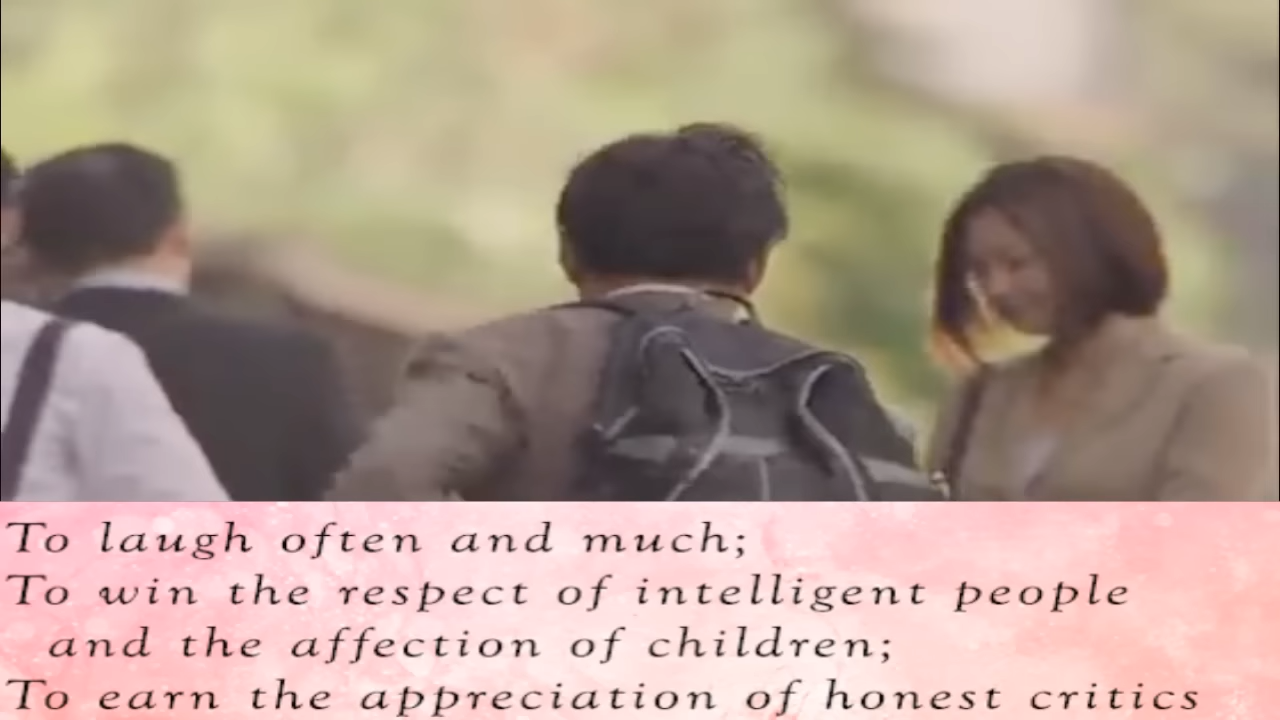 To laugh often and much;
To win the respect of intelligent people
and the affection of children;
To earn the appreciation of honest critics